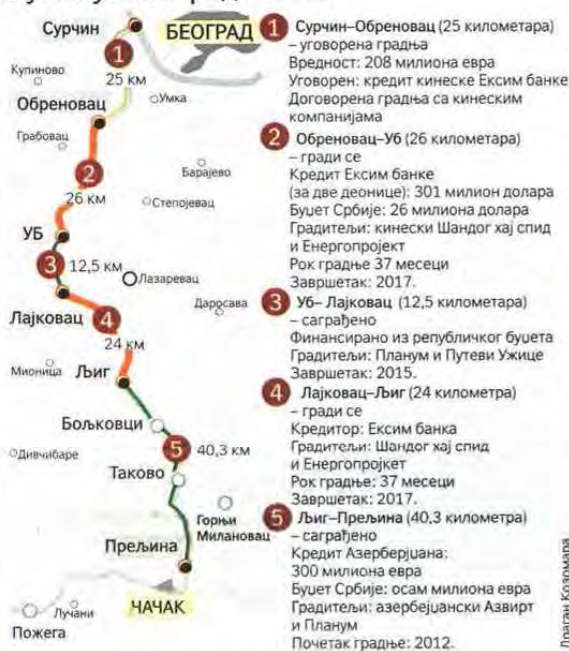 Сурчин
БЕОГРАД
1
25 км
Купиново
Умка
Обреновац
Грабовац
2
Барајево
26 км
Степојевац
УБ
3
12,5 км
Лазаревац
Даросава
Лајковац
4
24 км
Мионица
Љиг
Бољковци
5
40,3 км
Дивчибаре
Таково
Горњи
Милановац
Прељина
ЧАЧАК
Лучани
Пожега
1 Сурчин–Обреновац (25 километара)
– уговорена градња
Вредност: 208 милиона евра
Уговорен: кредит кинеске Ексим банке
Договорена градња са кинеским
компанијама
2 Обреновац–Уб (26 километара)
– гради се
Кредит Ексим банке
(за две деонице): 301 милион долара
Буџет Србије: 26 милиона долара
Градитељи: кинески Шандог хај спид
и Енергопројект
Рок градње 37 месеци
Завршетак: 2017.
3 Уб– Лајковац (12,5 километара)
– саграђено
Финансирано из републичког буџета
Градитељи: Планум и Путеви Ужице
Завршетак: 2015.
4 Лајковац–Љиг (24 километра)
– гради се
Кредитор: Ексим банка
Градитељи: Шандог хај спид
и Енергопројкет
Рок градње: 37 месеци
Завршетак: 2017.
5 Љиг–Прељина (40,3 километра)
– саграђено
Кредит Азербејџана:
300 милиона евра
Буџет Србије: осам милиона евра
Градитељи: азербејџански Азвирт
и Планум
Почетак градње: 2012.
Драган Козомара